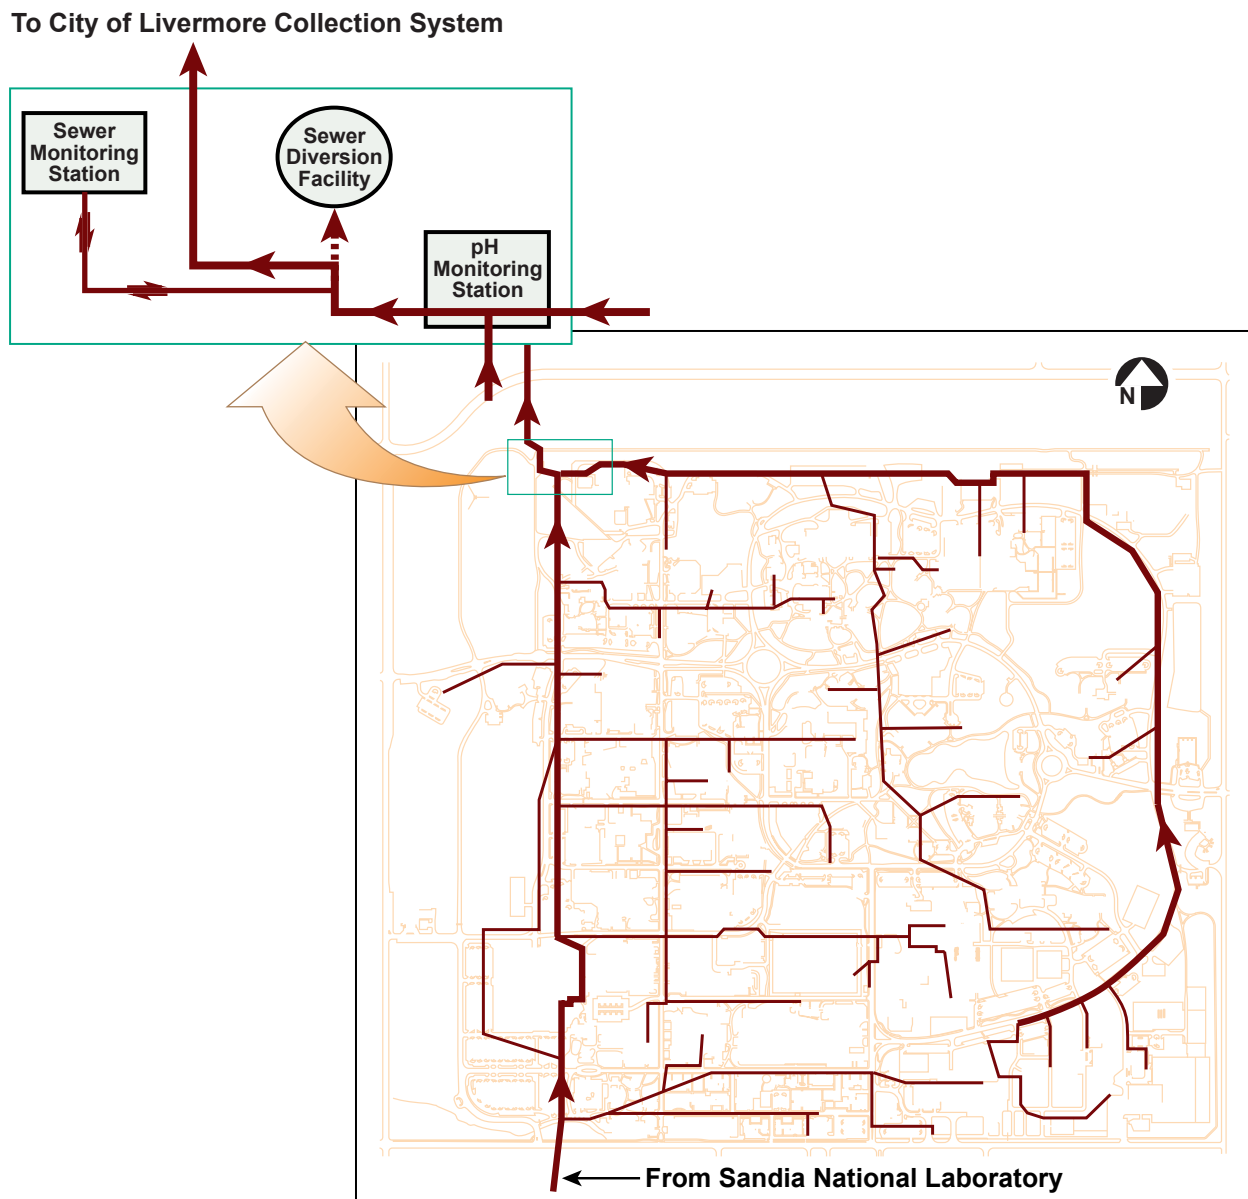 To City of Livermore Collection System
Sewer
Monitoring
Station
Sewer
Diversion
Facility
pH
Monitoring
Station
N
From Sandia National Laboratory